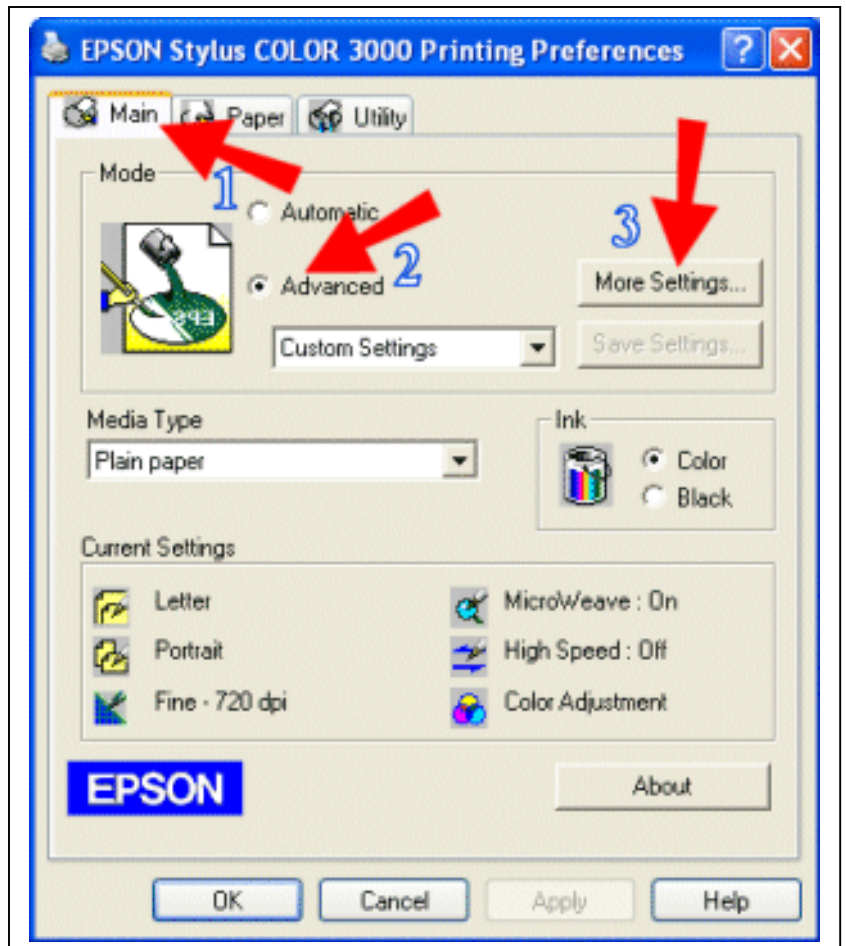 EPSON Stylus COLOR 3000 Printing Preferences
Main Paper Utility
Mode
1
Automatic
3
2
Advanced
More Settings...
Custom Settings
Save Settings...
Media Type
Ink
Plain paper
Color
Black
Current Settings
Letter
MicroWeave : On
Portrait
High Speed : Off
Fine - 720 dpi
Color Adjustment
EPSON
About
OK Cancel Apply Help